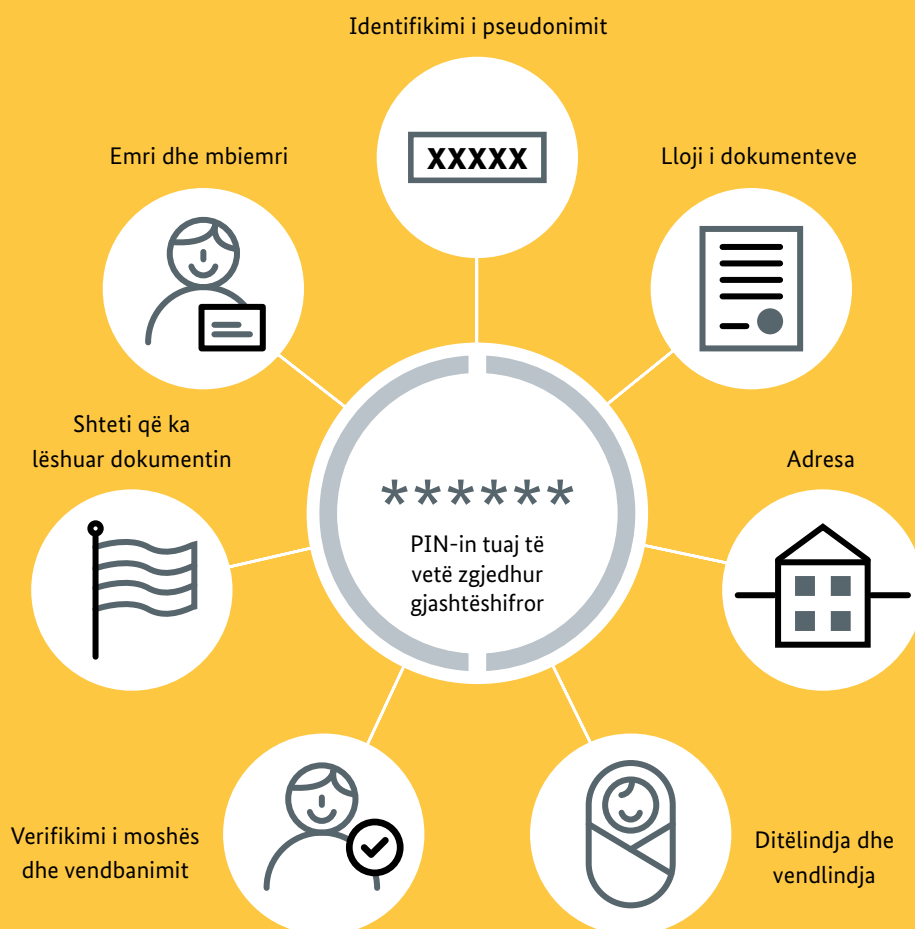 Identifikimi i pseudonimit
Emri dhe mbiemri
XXXXX
Lloji i dokumenteve
Shteti që ka
lëshuar dokumentin
Adresa
******
PIN-in tuaj të
vetë zgjedhur
gjashtëshifror
Verifikimi i moshës
dhe vendbanimit
Ditëlindja dhe
vendlindja